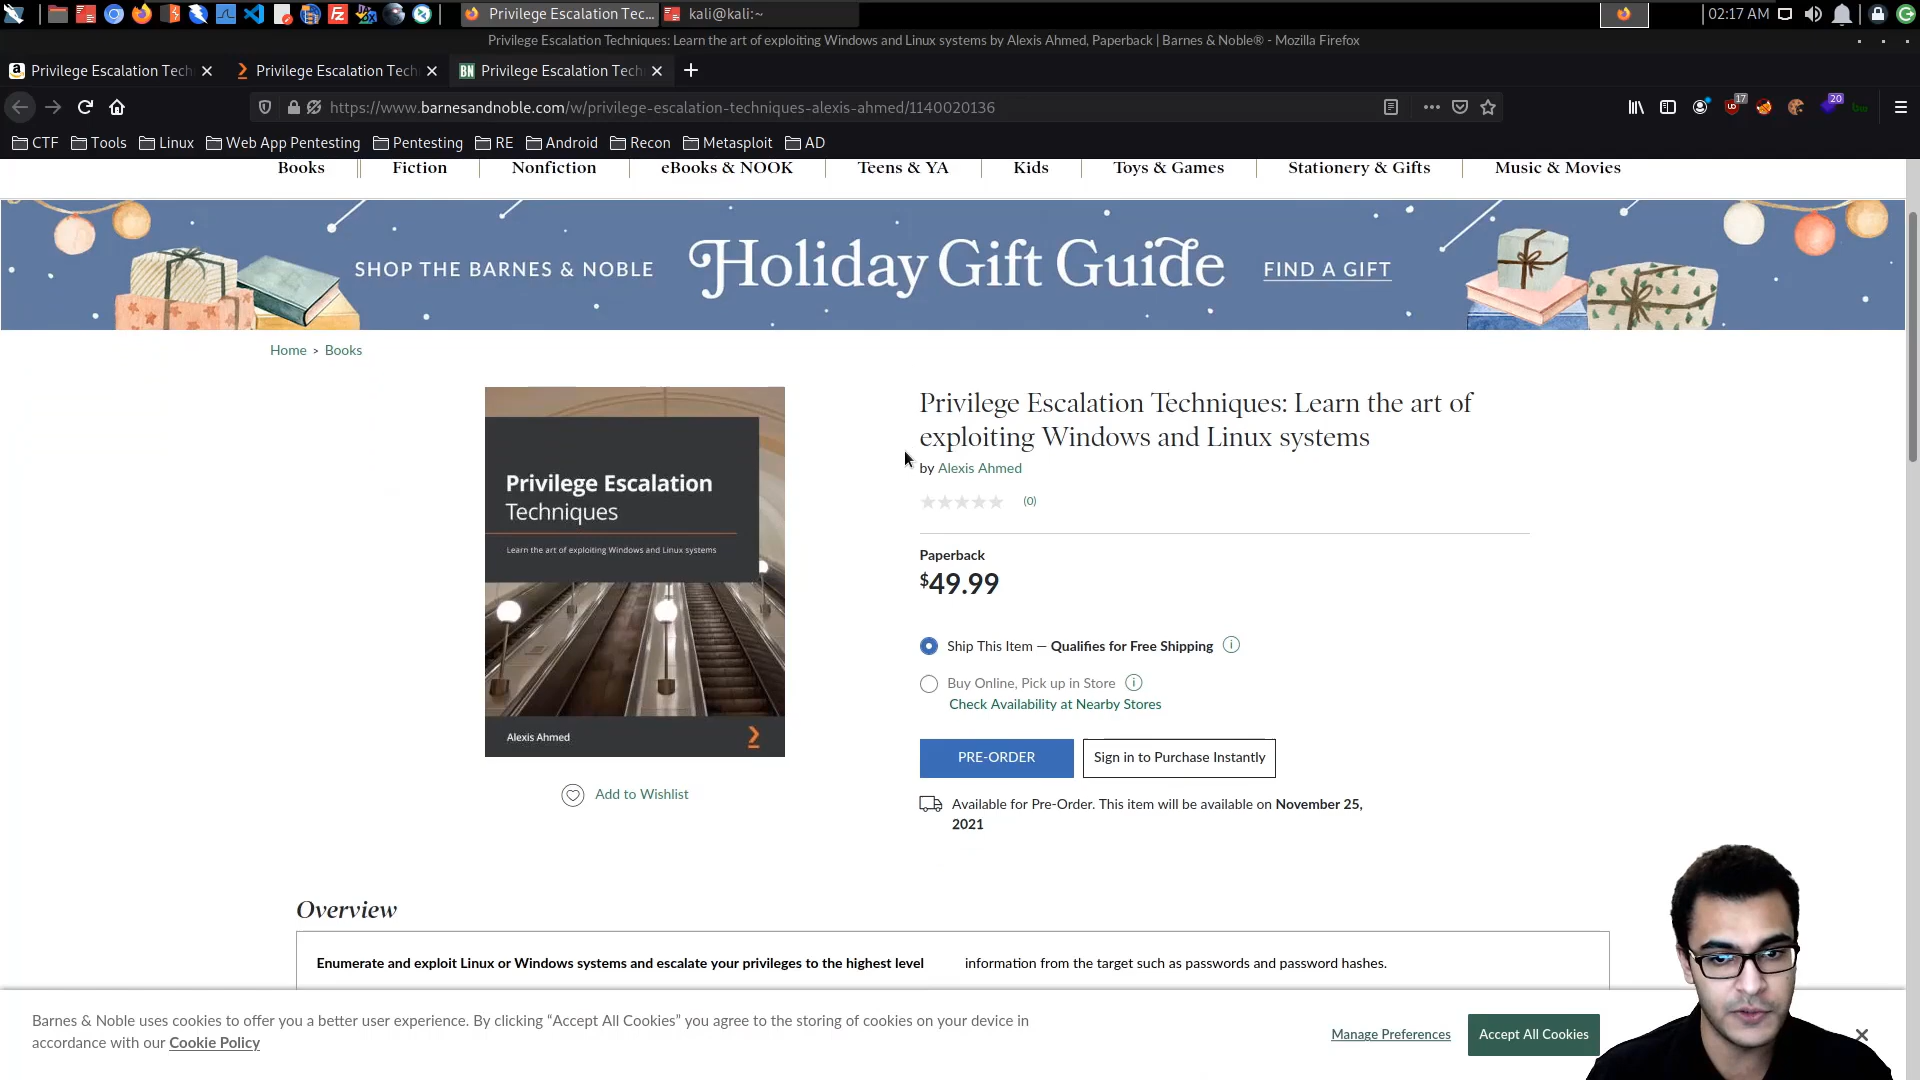 Privilege Escalation Tec...
kali@kali:~
02:17 AM
Privilege Escalation Techniques: Learn the art of exploiting Windows and Linux systems by Alexis Ahmed, Paperback | Barnes & Noble® - Mozilla Firefox
Privilege Escalation Tech
Privilege Escalation Tech
BN Privilege Escalation Tech
https://www.barnesandnoble.com/w/privilege-escalation-techniques-alexis-ahmed/1140020136
17
20
CTF Tools Linux Web App Pentesting Pentesting RE Android Recon Metasploit AD
Books Fiction Nonfiction eBooks & NOOK Teens & YA Kids Toys & Games Stationery & Gifts Music & Movies
SHOP THE BARNES & NOBLE Holiday Gift Guide FIND A GIFT
Home > Books
Privilege Escalation
Techniques
Learn the art of exploiting Windows and Linux systems
Alexis Ahmed
Add to Wishlist
Privilege Escalation Techniques: Learn the art of
exploiting Windows and Linux systems
by Alexis Ahmed
(0)
Paperback
$49.99
Ship This Item — Qualifies for Free Shipping
Buy Online, Pick up in Store
Check Availability at Nearby Stores
PRE-ORDER
Sign in to Purchase Instantly
Available for Pre-Order. This item will be available on November 25,
2021
Overview
Enumerate and exploit Linux or Windows systems and escalate your privileges to the highest level
information from the target such as passwords and password hashes.
Barnes & Noble uses cookies to offer you a better user experience. By clicking “Accept All Cookies” you agree to the storing of cookies on your device in
accordance with our Cookie Policy
Manage Preferences
Accept All Cookies